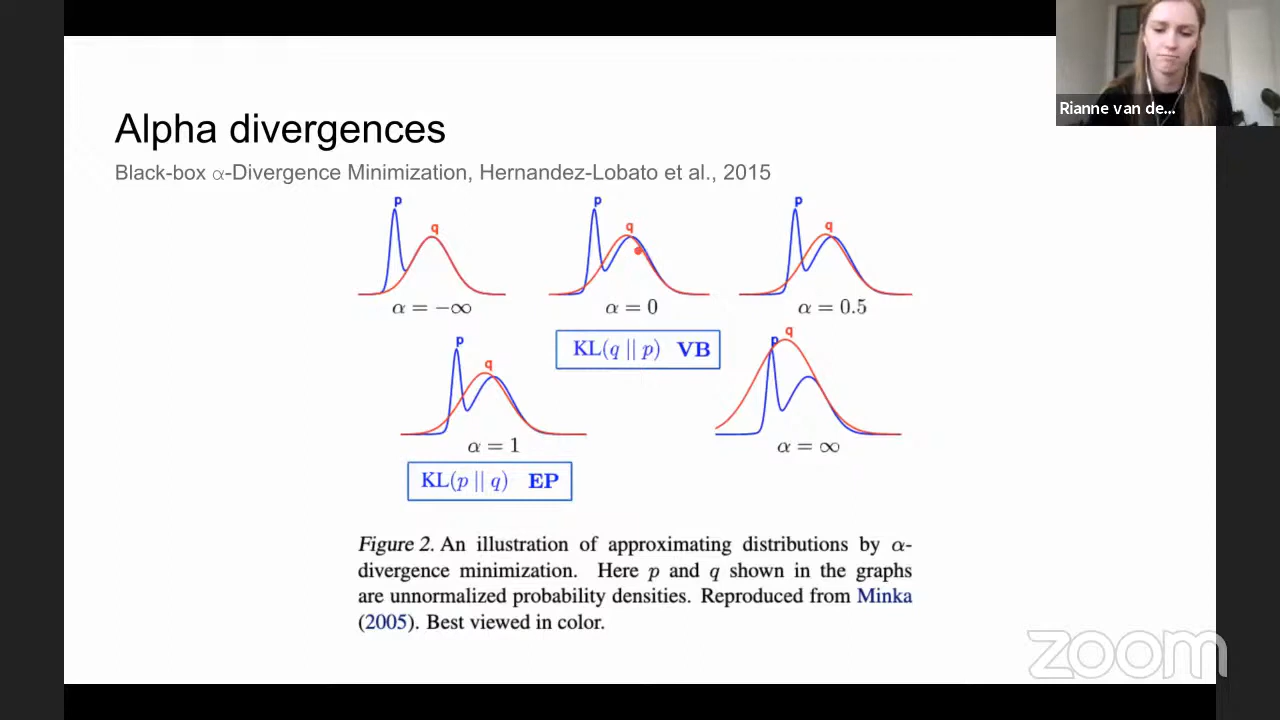 Rianne van de...
Alpha divergences
Black-box α-Divergence Minimization, Hernandez-Lobato et al., 2015
p q p q p q
α = −∞ α = 0 α = 0.5
KL(q || p) VB
p q p q
α = 1 α = ∞
KL(p || q) EP
Figure 2. An illustration of approximating distributions by α-
divergence minimization. Here p and q shown in the graphs
are unnormalized probability densities. Reproduced from Minka
(2005). Best viewed in color.
zoom